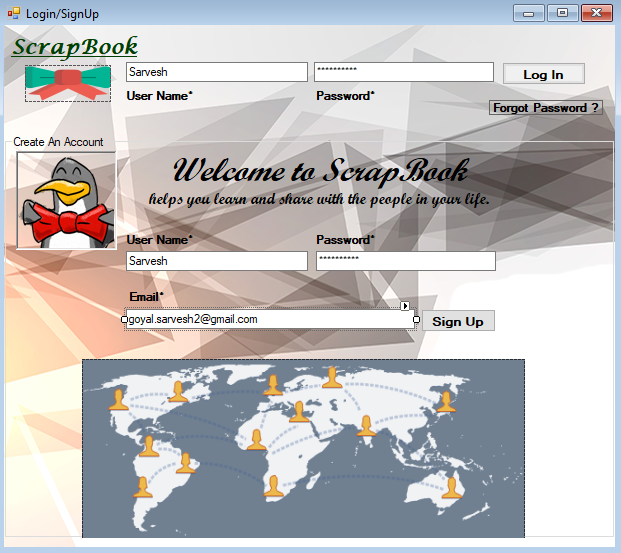 Login/SignUp
ScrapBook
Sarvesh
**********
Log In
User Name*
Password*
Forgot Password ?
Create An Account
Welcome to ScrapBook
helps you learn and share with the people in your life.
User Name*
Password*
Sarvesh
**********
Email*
goyal.sarvesh2@gmail.com
Sign Up